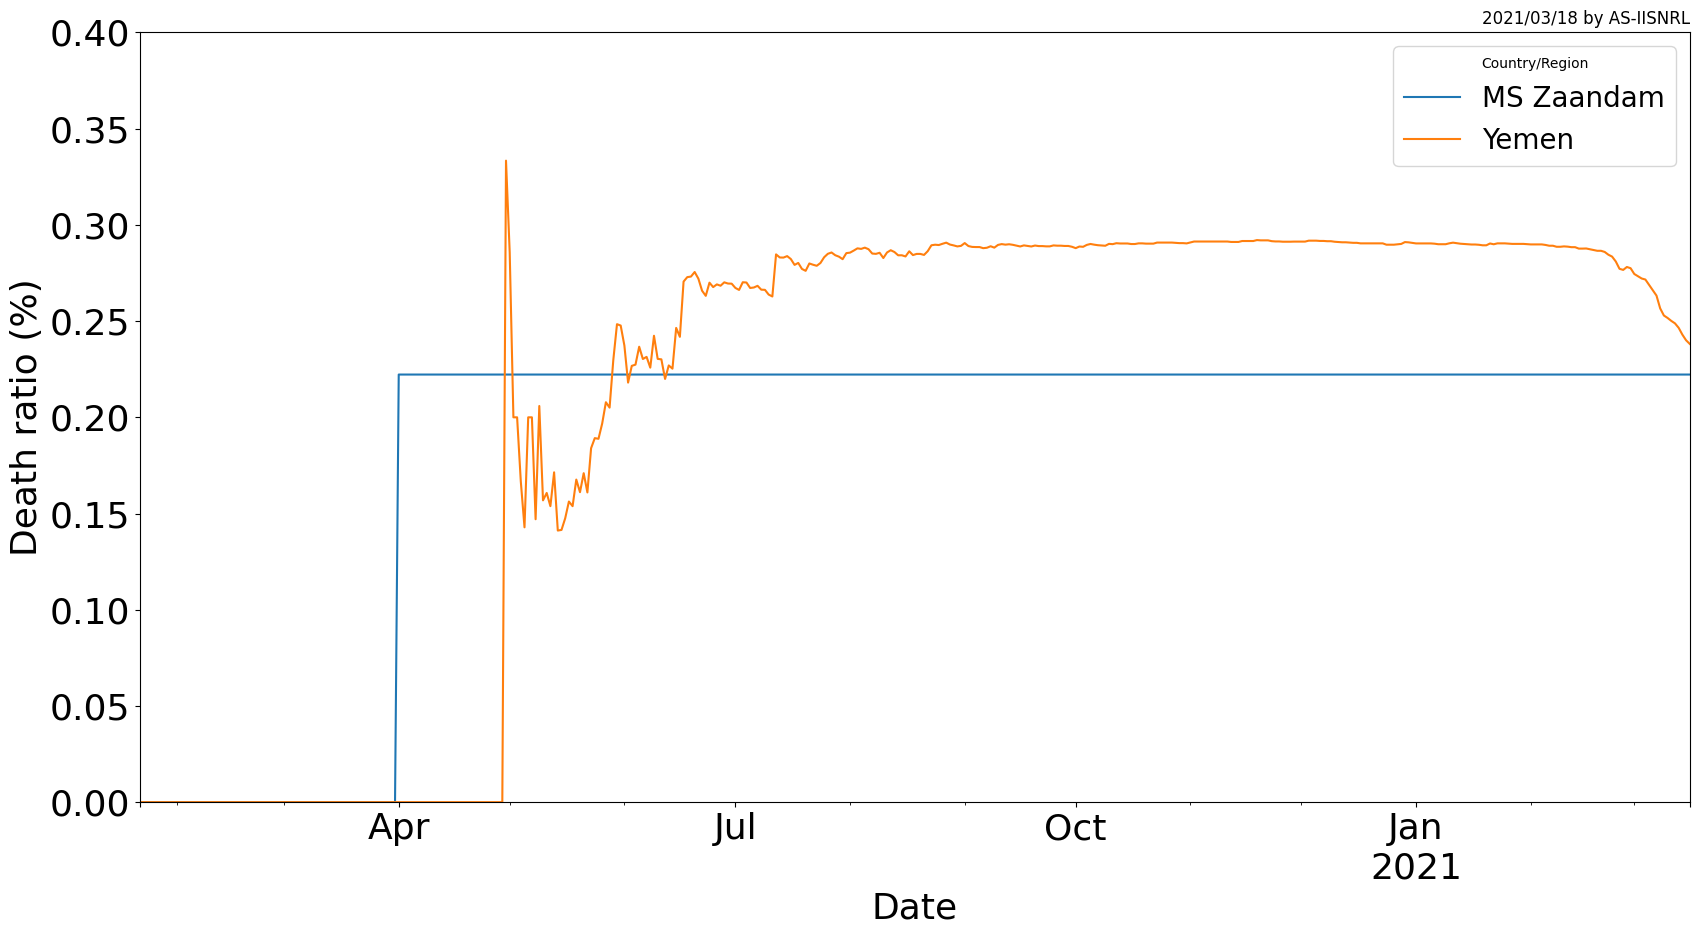 2021/03/18 by AS-IISNRL
Country/Region
MS Zaandam
Yemen
Death ratio (%)
0.40
0.35
0.30
0.25
0.20
0.15
0.10
0.05
0.00
Apr
Jul
Oct
Jan
2021
Date